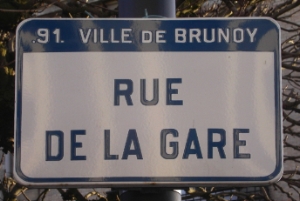 .91. VILLE DE BRUNOY
RUE
DE LA GARE